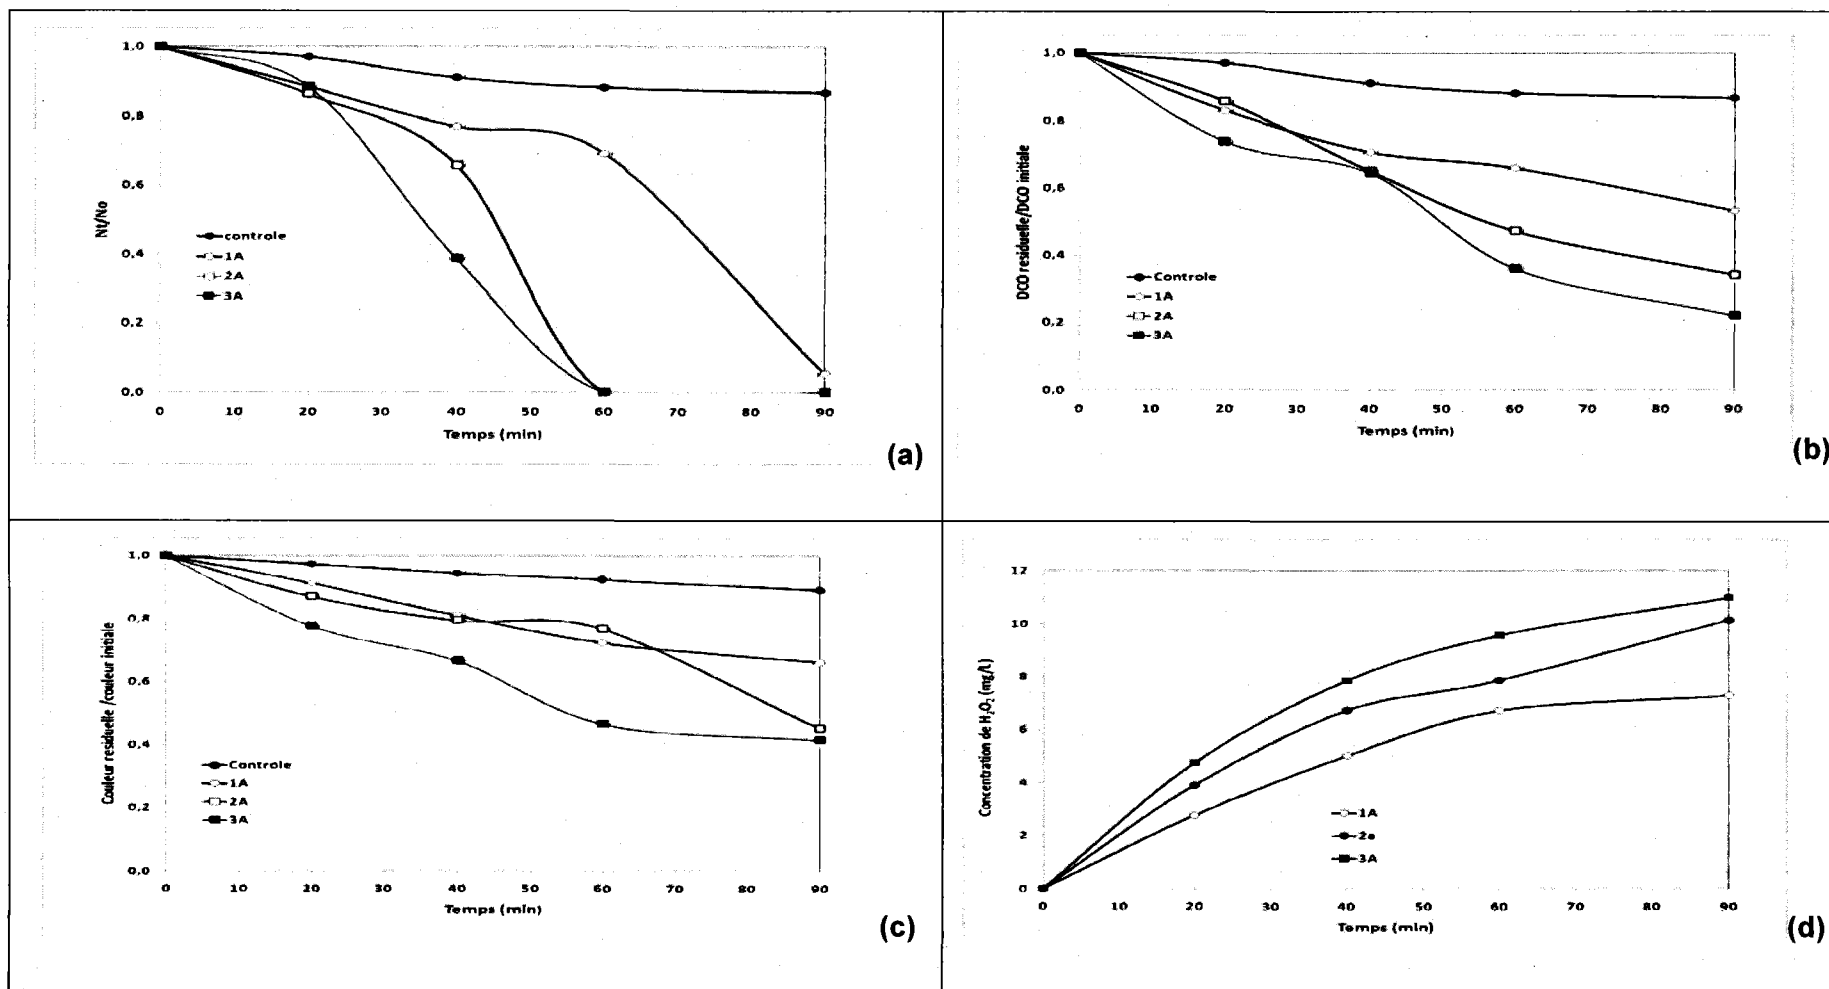 1,0
0,8
0,6
0,4
0,2
0,0
Nt/No
controle
1A
2A
3A
0 10 20 30 40 50 60 70 80 90
Temps (min)
(a)
1,0
0,8
0,6
0,4
0,2
0,0
DCO residuelle/DCO initiale
Controle
1A
2A
3A
0 10 20 30 40 50 60 70 80 90
Temps (min)
(b)
1,0
0,8
0,6
0,4
0,2
0,0
Couleur residuelle /couleur initiale
Controle
1A
2A
3A
0 10 20 30 40 50 60 70 80 90
Temps (min)
(c)
12
10
8
6
4
2
0
Concentration de H₂O₂ (mg/L)
1A
2a
3A
0 10 20 30 40 50 60 70 80 90
Temps (min)
(d)